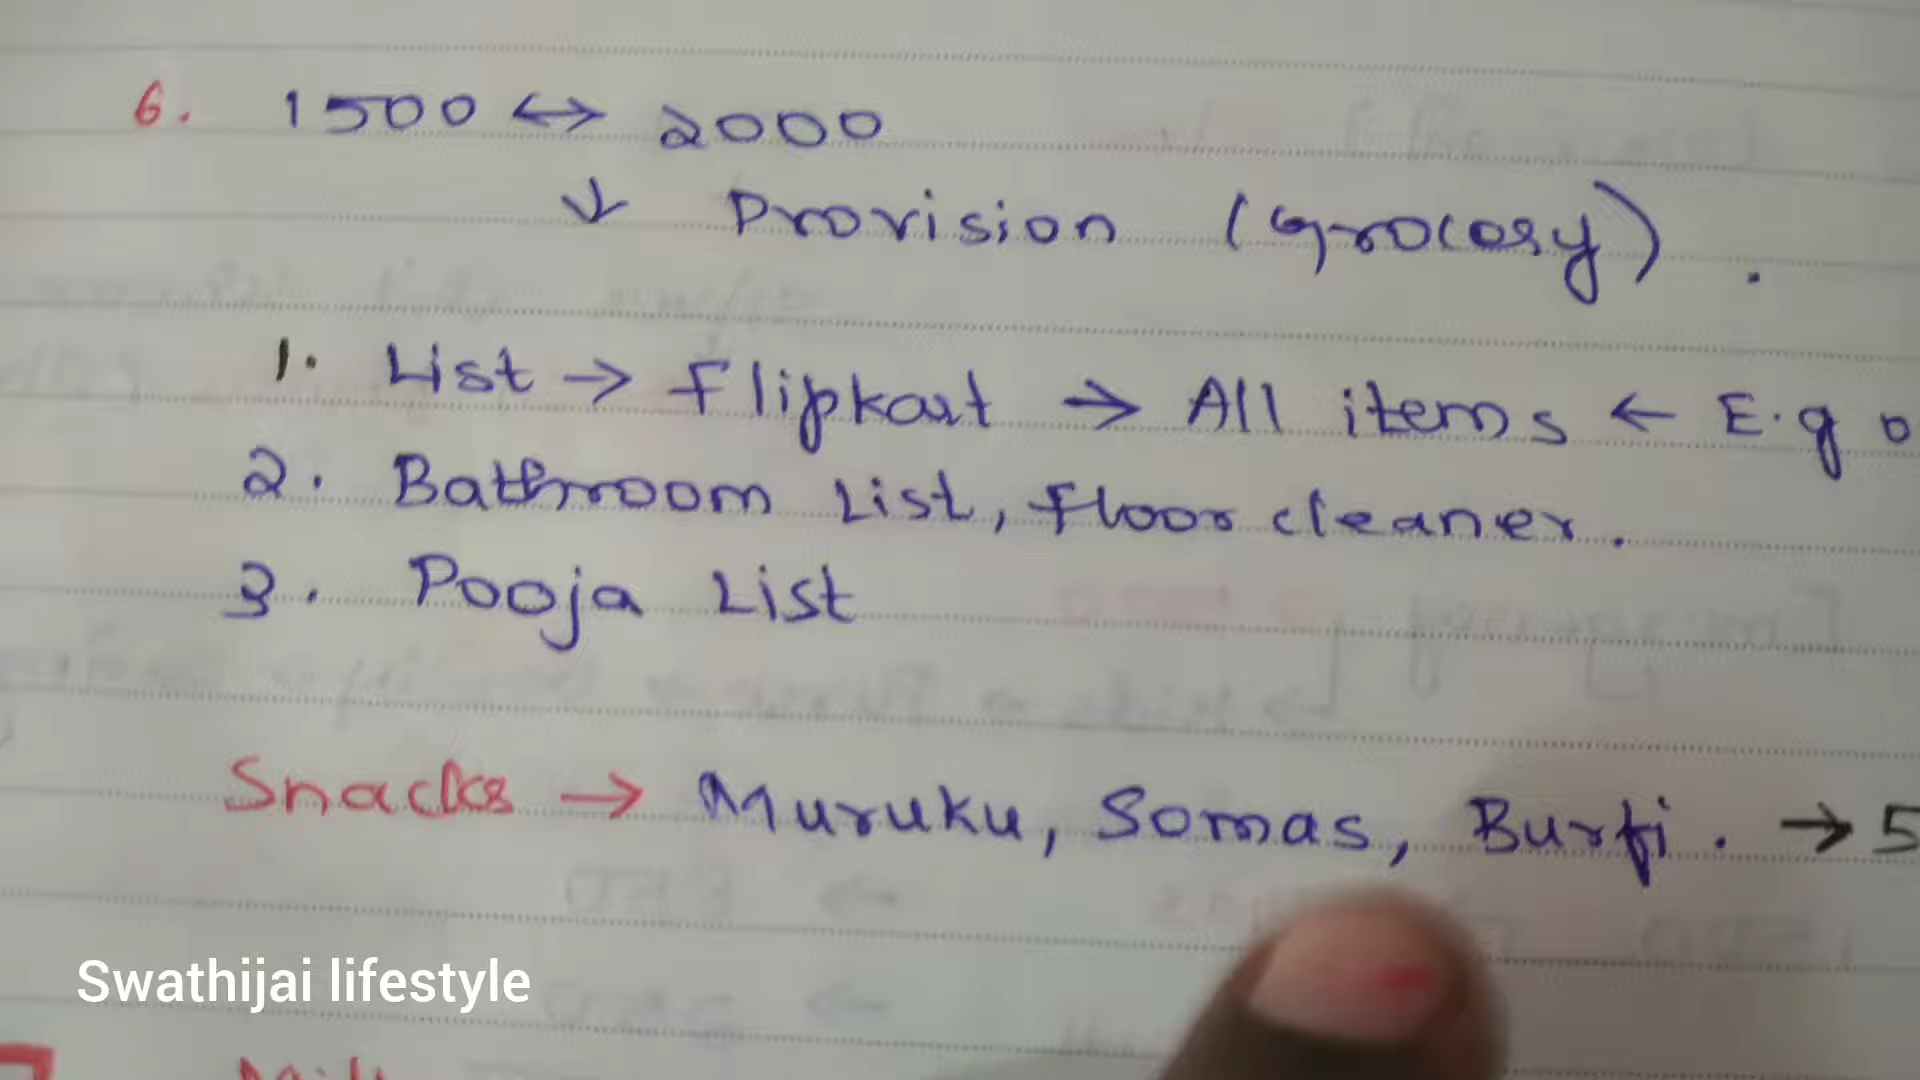 6. 1500 ↔ 2000
↓ Provision (Grocery).
1. List → Flipkart → All items ← E.g o
2. Bathroom List, Floor cleaner.
3. Pooja List
Snacks → Muruku, Somas, Burfi. → 5
Swathijai lifestyle